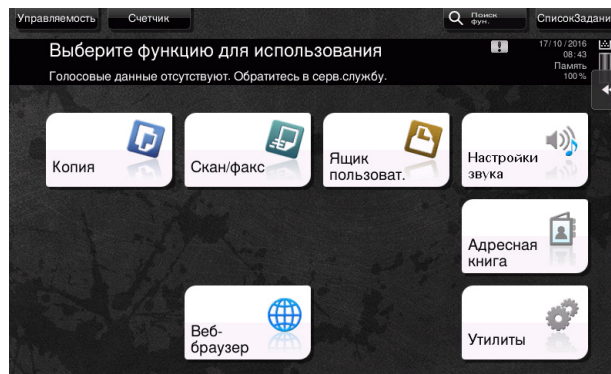 Управляемость
Счетчик
Поиск
фун.
СписокЗадани
Выберите функцию для использования
Голосовые данные отсутствуют. Обратитесь в серв.службу.
17/10/2016
08:43
Память
100%
Копия
Скан/факс
Ящик
пользоват.
Настройки
звука
Адресная
книга
Веб-
браузер
Утилиты